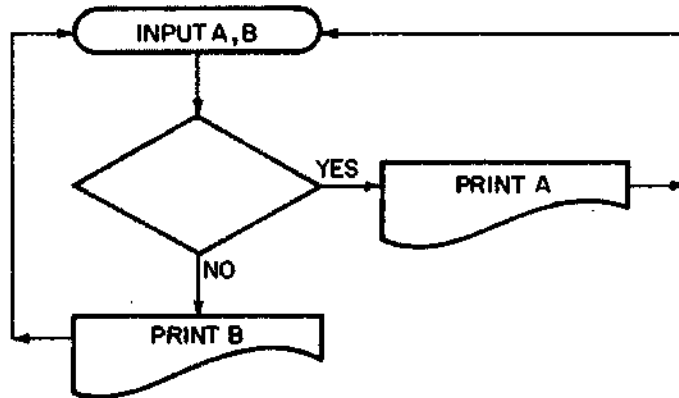 INPUT A, B
YES
PRINT A
NO
PRINT B